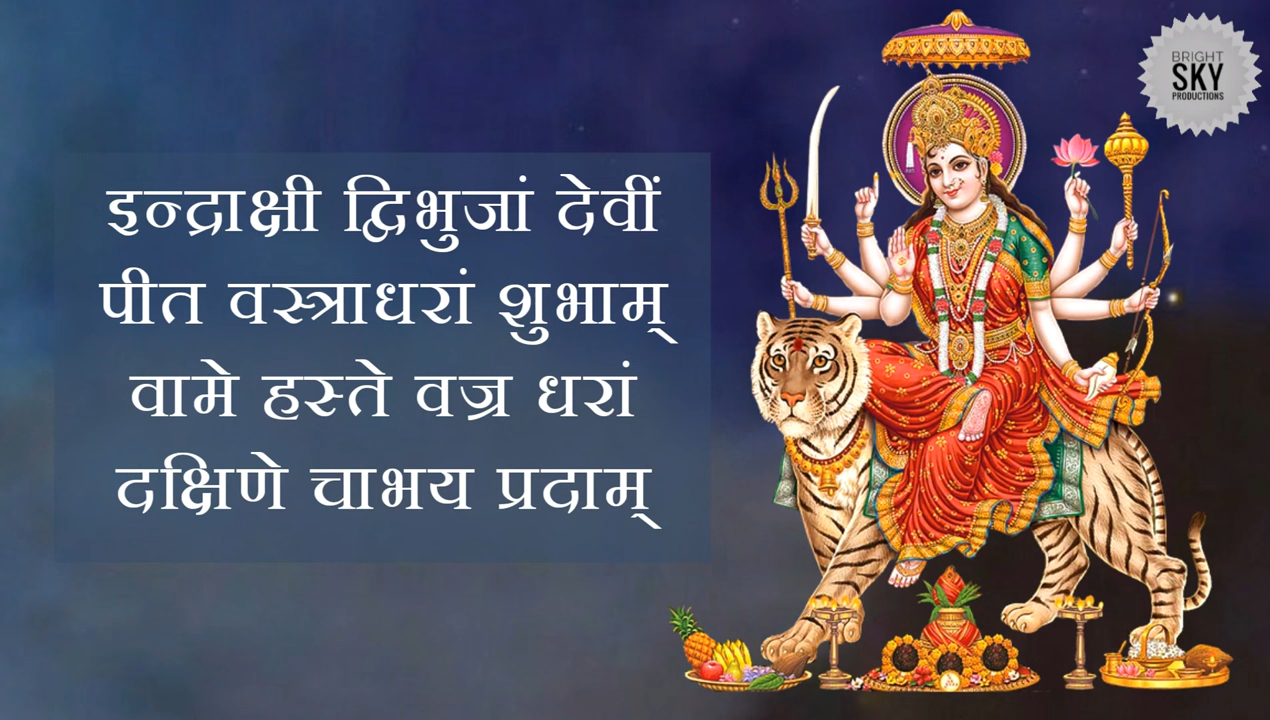 इन्द्राक्षी द्विभुजां देवीं
पीत वस्त्राधरां शुभाम्
वामे हस्ते वज्र धरां
दक्षिणे चाभय प्रदाम्
BRIGHT
SKY
PRODUCTIONS